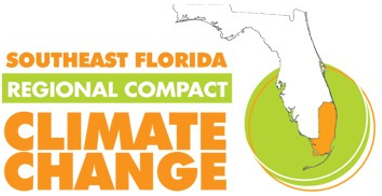 SOUTHEAST FLORIDA
REGIONAL COMPACT
CLIMATE
CHANGE